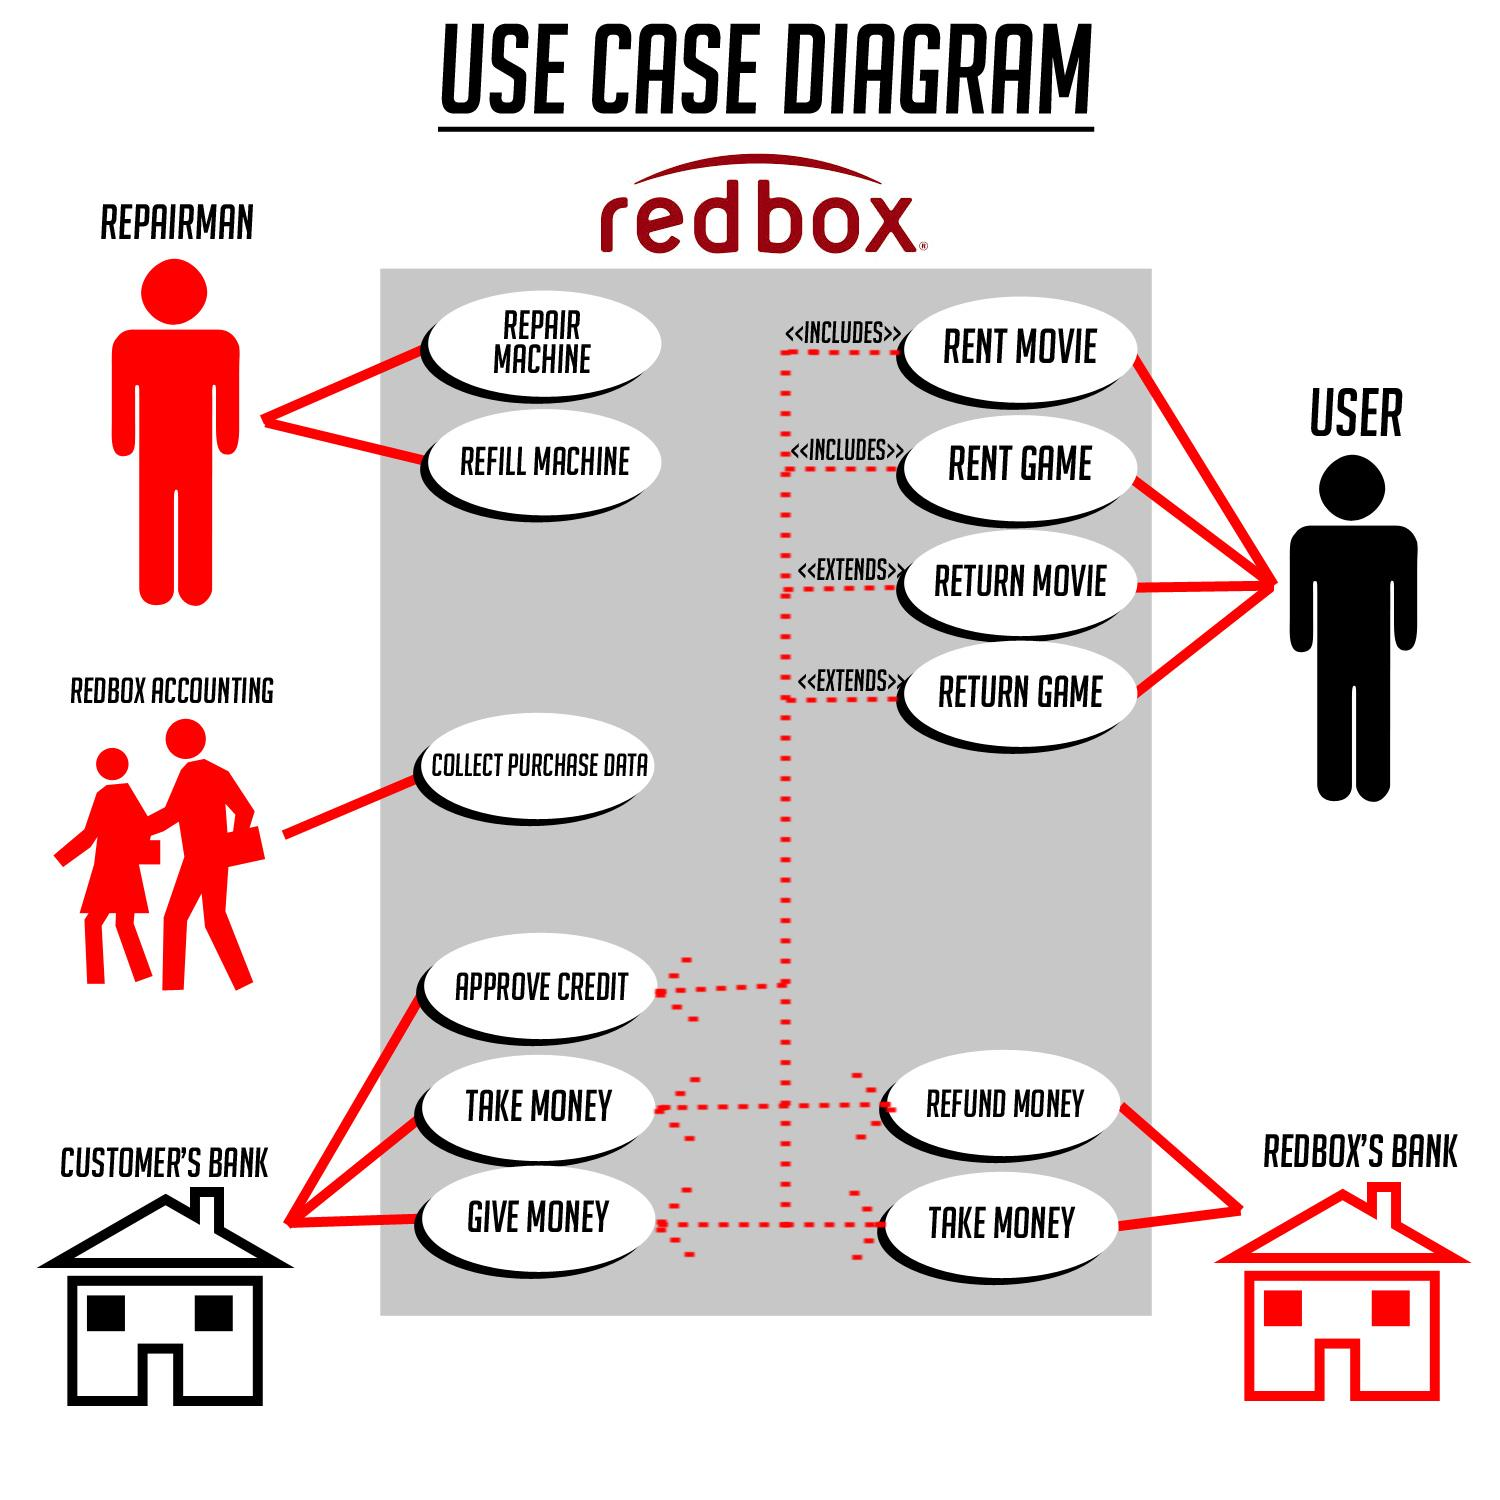 USE CASE DIAGRAM
redbox®
REPAIRMAN
REPAIR
MACHINE
REFILL MACHINE
<<INCLUDES>>
RENT MOVIE
<<INCLUDES>>
RENT GAME
<<EXTENDS>>
RETURN MOVIE
<<EXTENDS>>
RETURN GAME
USER
REDBOX ACCOUNTING
COLLECT PURCHASE DATA
APPROVE CREDIT
TAKE MONEY
GIVE MONEY
CUSTOMER'S BANK
REFUND MONEY
TAKE MONEY
REDBOX'S BANK